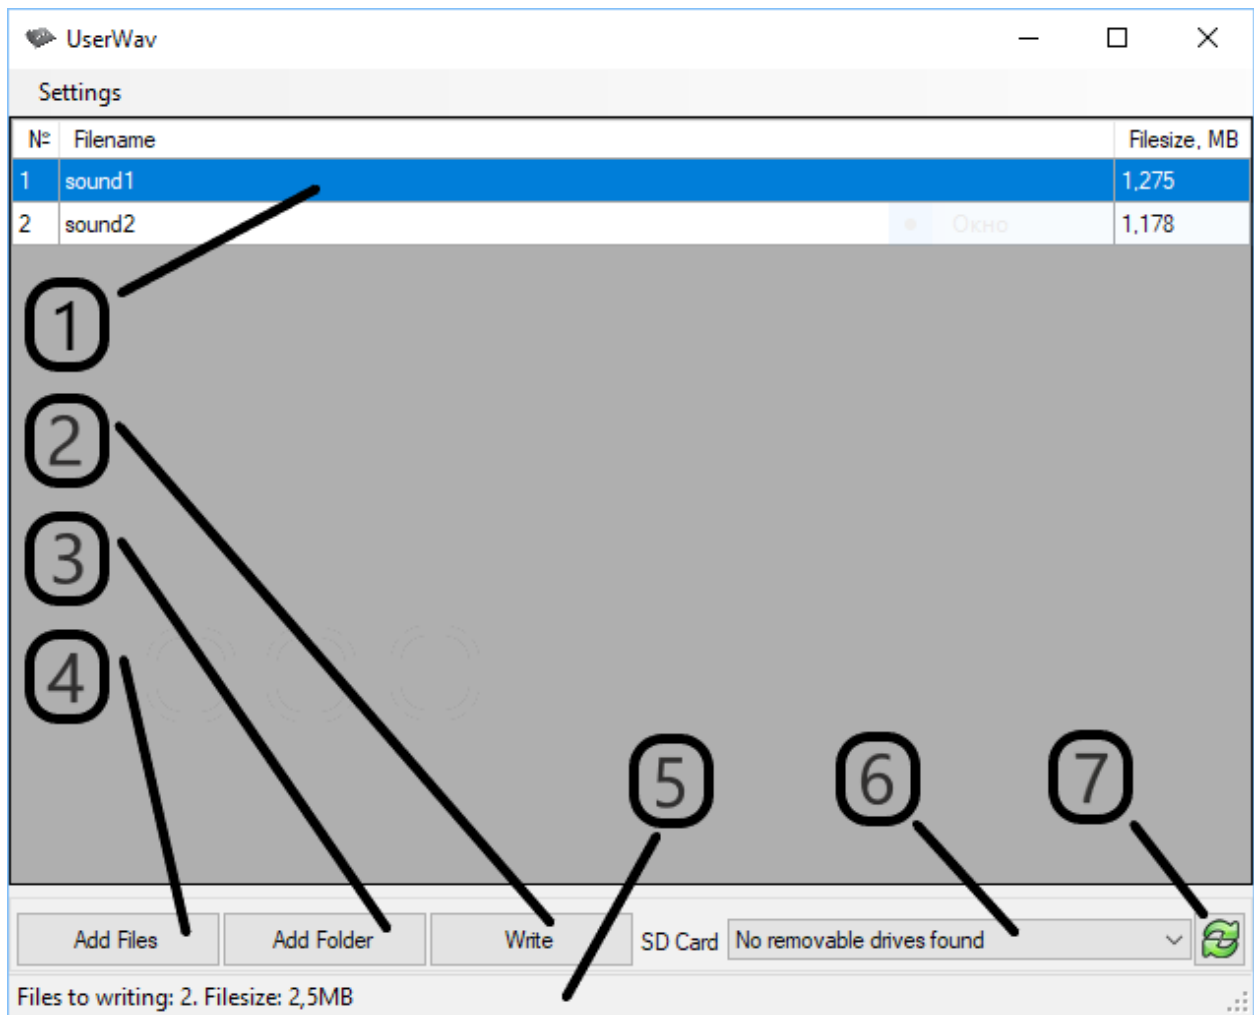 UserWav
Settings
№ Filename Filesize, MB
1 sound1 1,275
2 sound2 Окно 1,178
1
2
3
4
5 6 7
Add Files Add Folder Write SD Card No removable drives found
Files to writing: 2. Filesize: 2,5MB